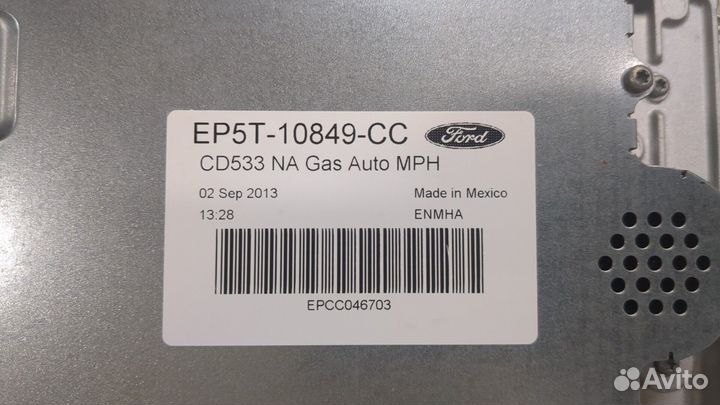 EP5T-10849-CC Ford
CD533 NA Gas Auto MPH
02 Sep 2013 Made in Mexico
13:28 ENMHA
EPCC046703
Avito